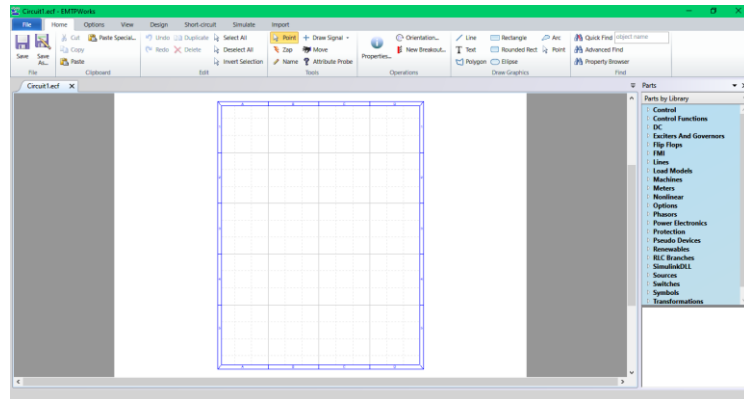 Circuit1.ecf - EMTPWorks
File Home Options View Design Short-circuit Simulate Import
Save
Save As...
Cut
Copy
Paste
Paste Special...
Undo Duplicate Select All
Redo Delete Deselect All
Invert Selection
Point Draw Signal
Zap Move
Name Attribute Probe
Properties...
Orientation...
New Breakout...
Line Rectangle Arc
Text Rounded Rect Point
Polygon Ellipse
Quick Find object name
Advanced Find
Property Browser
File Clipboard Edit Tools Operations Draw Graphics Find
Circuit1.ecf X
Parts
Parts by Library
Control
Control Functions
DC
Exciters And Governors
Flip Flops
FMI
Lines
Load Models
Machines
Meters
Nonlinear
Options
Phasors
Power Electronics
Protection
Pseudo Devices
Renewables
RLC Branches
SimulinkDLL
Sources
Switches
Symbols
Transformations